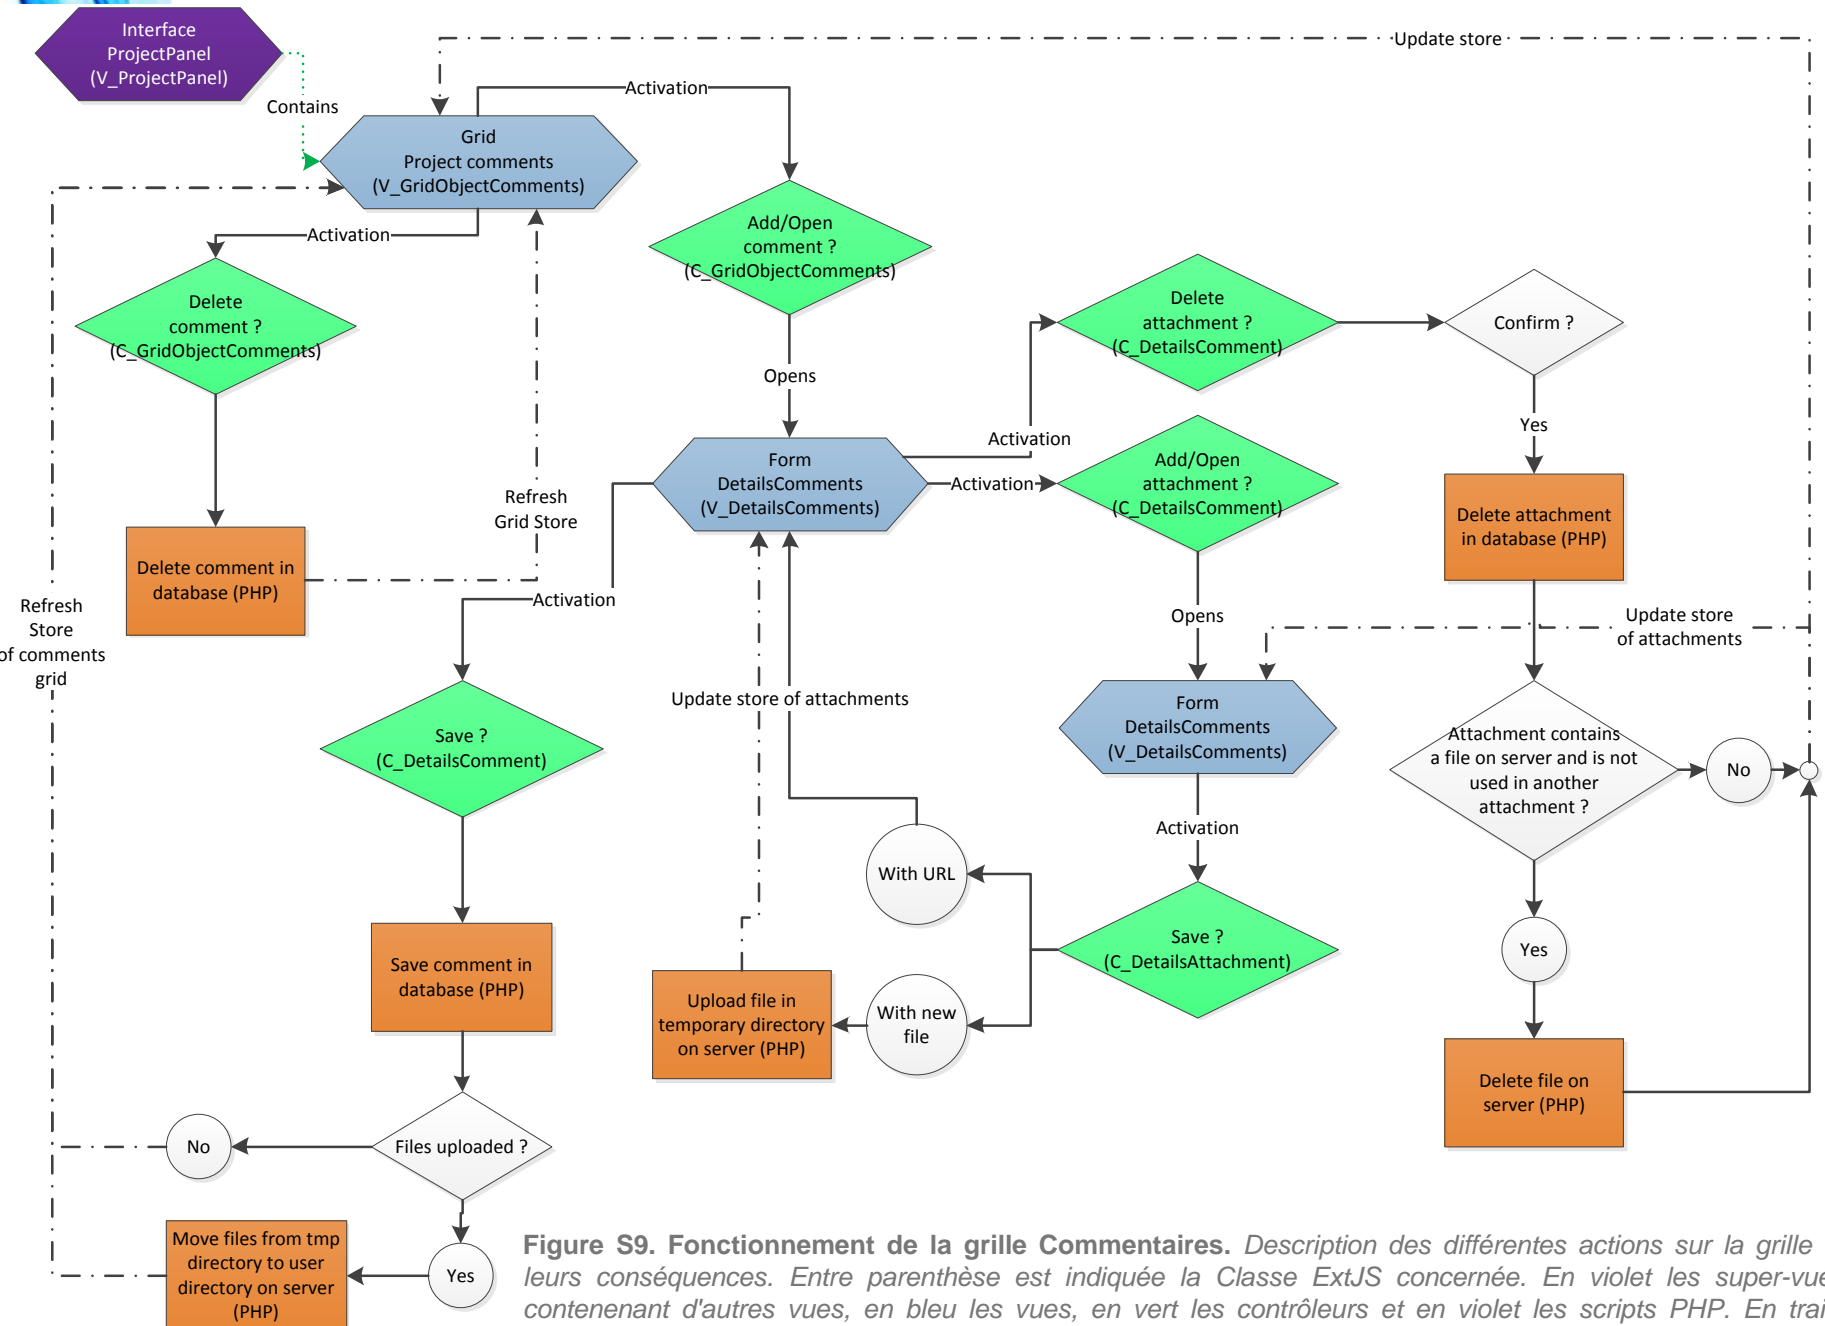 Interface
ProjectPanel
(V_ProjectPanel)
Contains
Update store
Activation
Grid
Project comments
(V_GridObjectComments)
Activation
Add/Open
comment ?
(C_GridObjectComments)
Delete
comment ?
(C_GridObjectComments)
Delete
attachment ?
(C_DetailsComment)
Confirm ?
Opens
Yes
Activation
Form
DetailsComments
(V_DetailsComments)
Activation
Add/Open
attachment ?
(C_DetailsComment)
Refresh
Grid Store
Delete attachment
in database (PHP)
Delete comment in
database (PHP)
Activation
Refresh
Store
of comments
grid
Opens
Update store
of attachments
Update store of attachments
Form
DetailsComments
(V_DetailsComments)
Save ?
(C_DetailsComment)
Attachment contains
a file on server and is not
used in another
attachment ?
No
Activation
With URL
Save ?
(C_DetailsAttachment)
Yes
Save comment in
database (PHP)
Upload file in
temporary directory
on server (PHP)
With new
file
Delete file on
server (PHP)
No
Files uploaded ?
Move files from tmp
directory to user
directory on server
(PHP)
Yes
Figure S9. Fonctionnement de la grille Commentaires. Description des différentes actions sur la grille
leurs conséquences. Entre parenthèse est indiquée la Classe ExtJS concernée. En violet les super-vue
contenenant d'autres vues, en bleu les vues, en vert les contrôleurs et en violet les scripts PHP. En trai